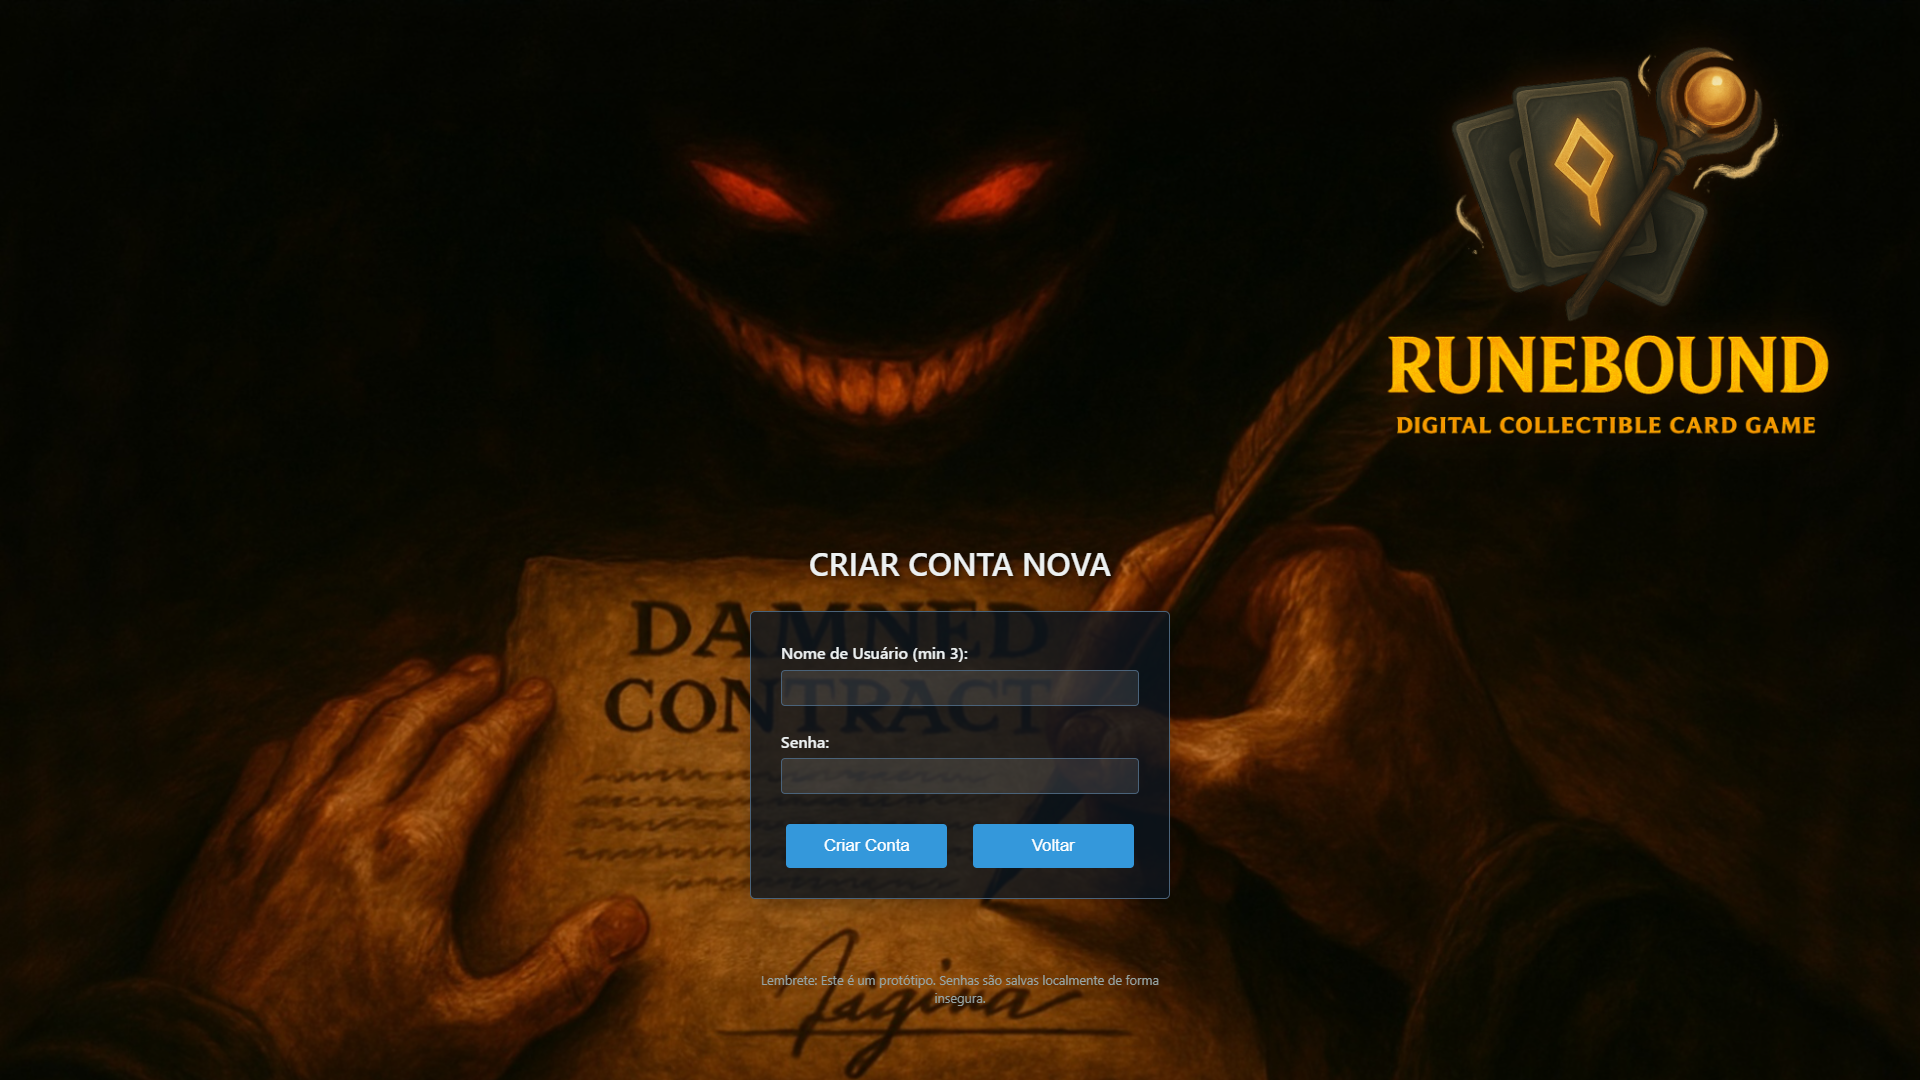 RUNEBOUND
DIGITAL COLLECTIBLE CARD GAME
CRIAR CONTA NOVA
DAMNED
CONTRACT
Nome de Usuário (min 3):
Senha:
Criar Conta
Voltar
Lembrete: Este é um protótipo. Senhas são salvas localmente de forma
insegura.